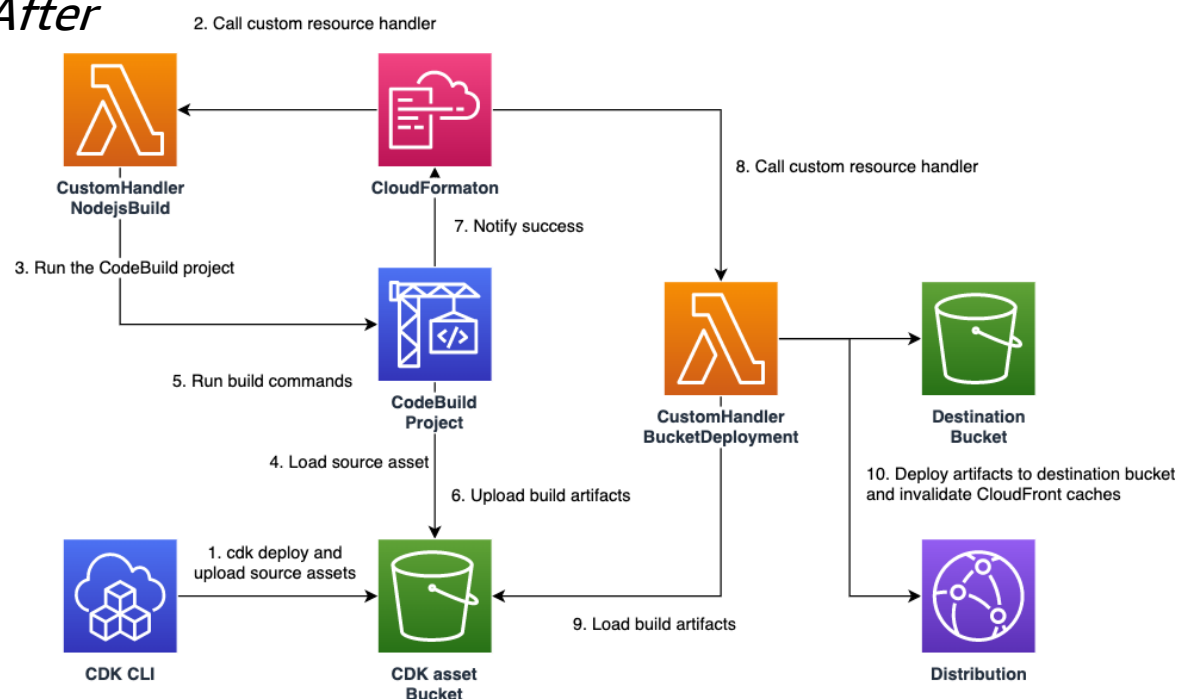 After
2. Call custom resource handler
CustomHandler
NodejsBuild
CloudFormaton
8. Call custom resource handler
7. Notify success
3. Run the CodeBuild project
5. Run build commands
CodeBuild
Project
CustomHandler
BucketDeployment
Destination
Bucket
4. Load source asset
6. Upload build artifacts
10. Deploy artifacts to destination bucket
and invalidate CloudFront caches
1. cdk deploy and
upload source assets
9. Load build artifacts
CDK CLI
CDK asset
Bucket
Distribution